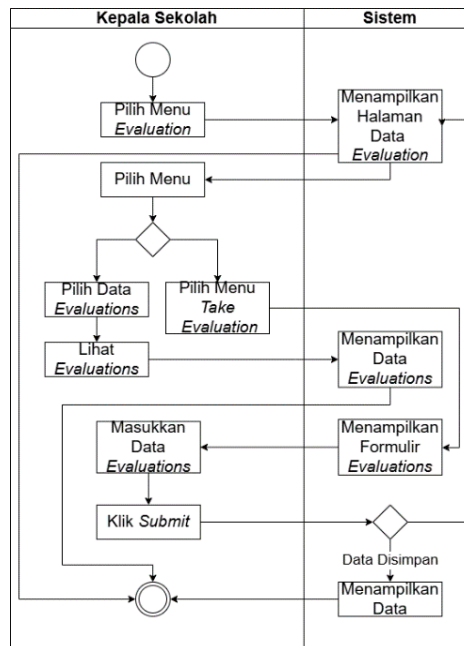 Kepala Sekolah
Sistem
Pilih Menu
Evaluation
Menampilkan
Halaman
Data
Evaluation
Pilih Menu
Pilih Data
Evaluations
Pilih Menu
Take
Evaluation
Lihat
Evaluations
Menampilkan
Data
Evaluations
Masukkan
Data
Evaluations
Menampilkan
Formulir
Evaluations
Klik Submit
Data Disimpan
Menampilkan
Data